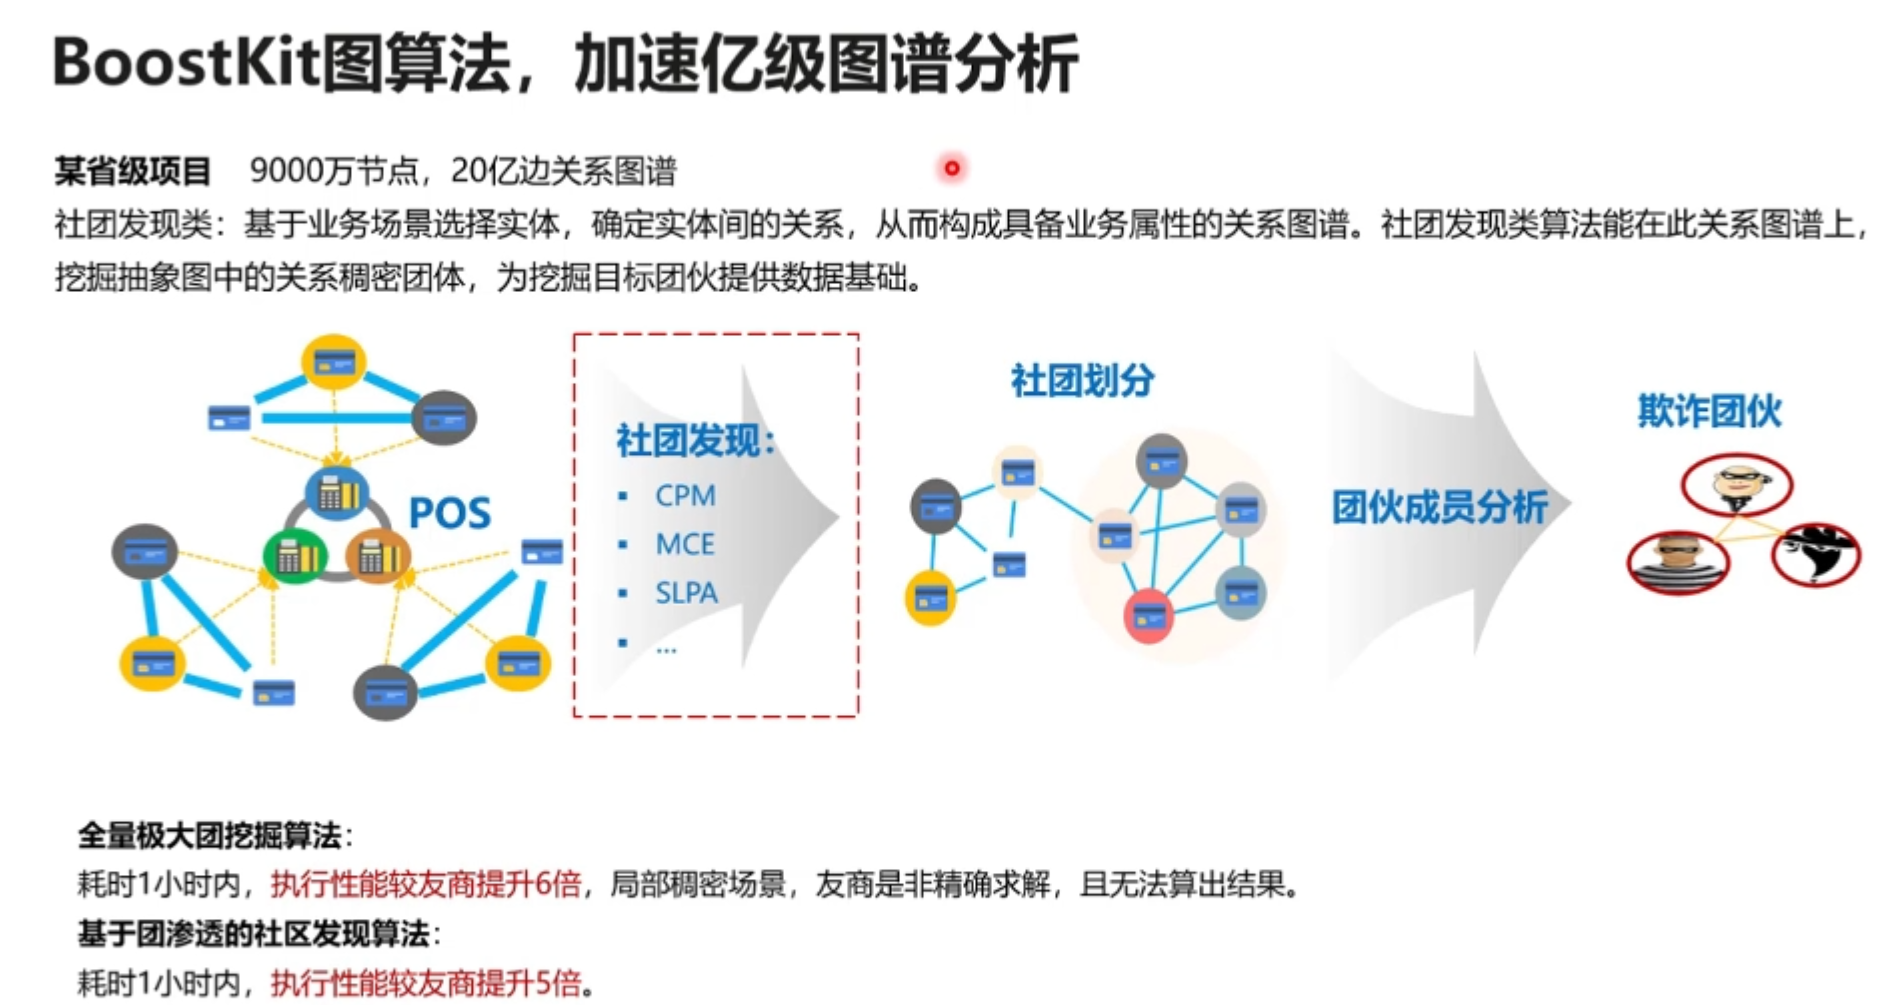 BoostKit图算法，加速亿级图谱分析
某省级项目 9000万节点，20亿边关系图谱
社团发现类：基于业务场景选择实体，确定实体间的关系，从而构成具备业务属性的关系图谱。社团发现类算法能在此关系图谱上，
挖掘抽象图中的关系稠密团体，为挖掘目标团伙提供数据基础。
POS
社团发现：
▪ CPM
▪ MCE
▪ SLPA
▪ ...
社团划分
团伙成员分析
欺诈团伙
全量极大团挖掘算法：
耗时1小时内，执行性能较友商提升6倍，局部稠密场景，友商是非精确求解，且无法算出结果。
基于团渗透的社区发现算法：
耗时1小时内，执行性能较友商提升5倍。